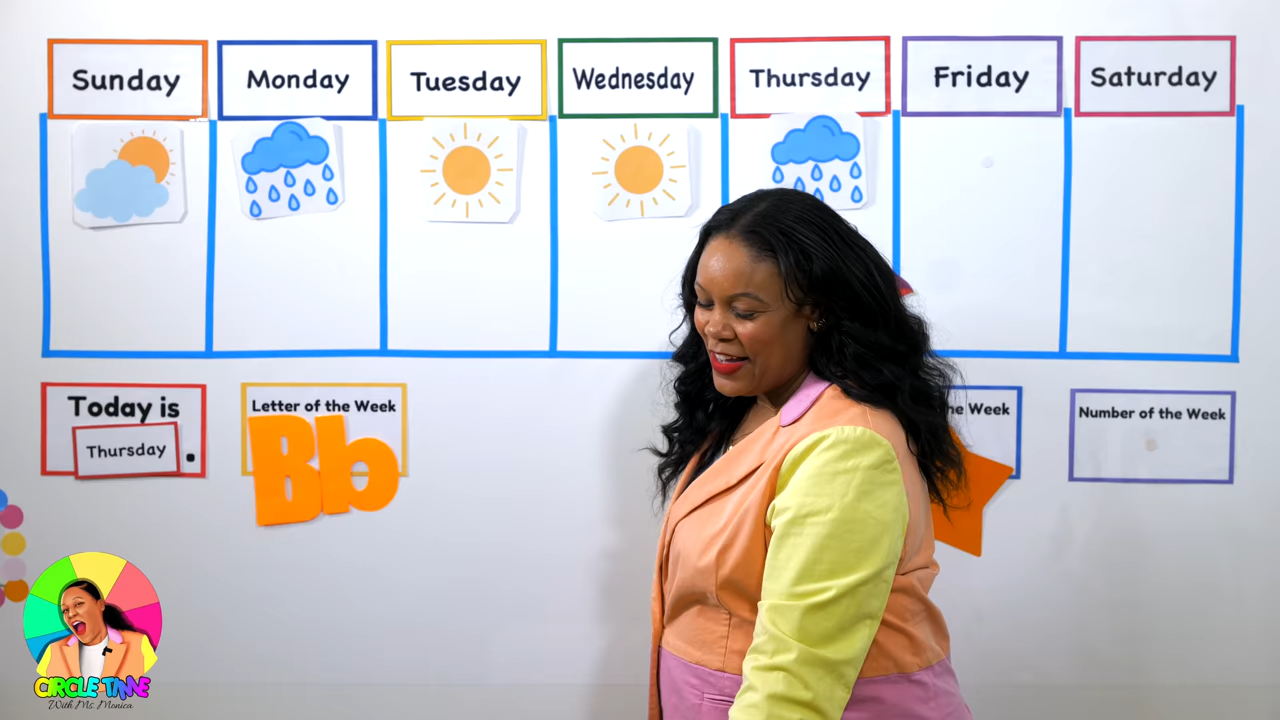 Sunday
Monday
Tuesday
Wednesday
Thursday
Friday
Saturday
Today is
Thursday
.
Letter of the Week
Bb
he Week
Number of the Week
CIRCLE TIME
With Ms. Monica